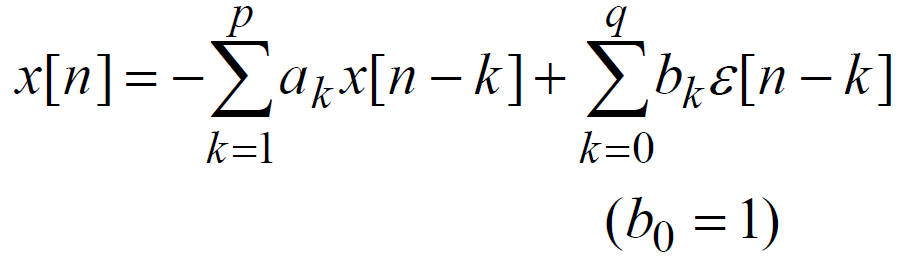 x[n] = −∑_{k=1}^{p} a_k x[n − k] + ∑_{k=0}^{q} b_k ε[n − k]
(b_0 = 1)